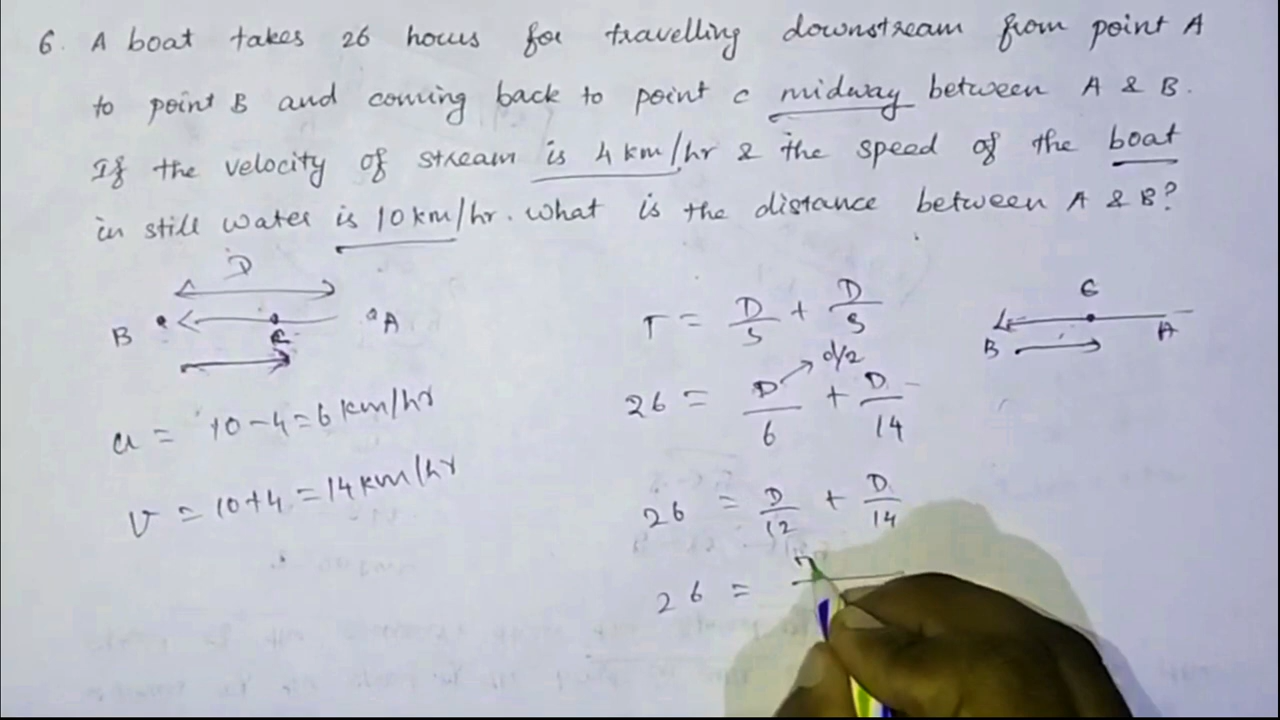 6. A boat takes 26 hours for travelling downstream from point A
to point B and coming back to point c midway between A & B.
If the velocity of stream is 4 km/hr & the speed of the boat
in still water is 10 km/hr. what is the distance between A & B?
D
B C A
u = 10-4=6 km/hr
v = 10+4 = 14 km/hr
T = D/S + D/S
d/2
26 = D/6 + D/14
26 = D/12 + D/14
26 =
C
B A